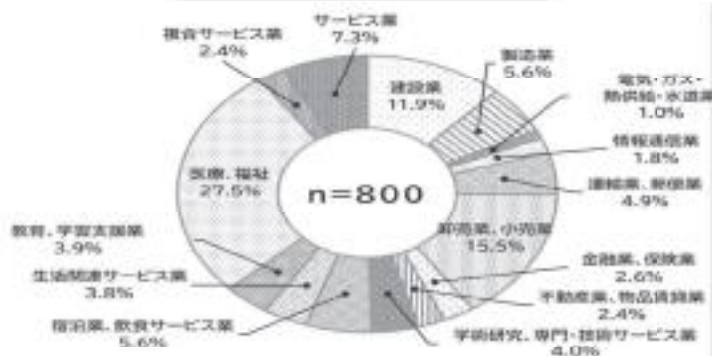 サービス業
7.3%
製造業
5.6%
電気・ガス・
熱供給・水道業
1.0%
情報通信業
1.8%
運輸業、郵便業
4.9%
卸売業、小売業
15.5%
金融業、保険業
2.6%
不動産業、物品賃貸業
2.4%
学術研究、専門・技術サービス業
4.0%
宿泊業、飲食サービス業
5.6%
生活関連サービス業
3.8%
教育、学習支援業
3.9%
医療、福祉
27.5%
複合サービス業
2.4%
建設業
11.9%
n=800